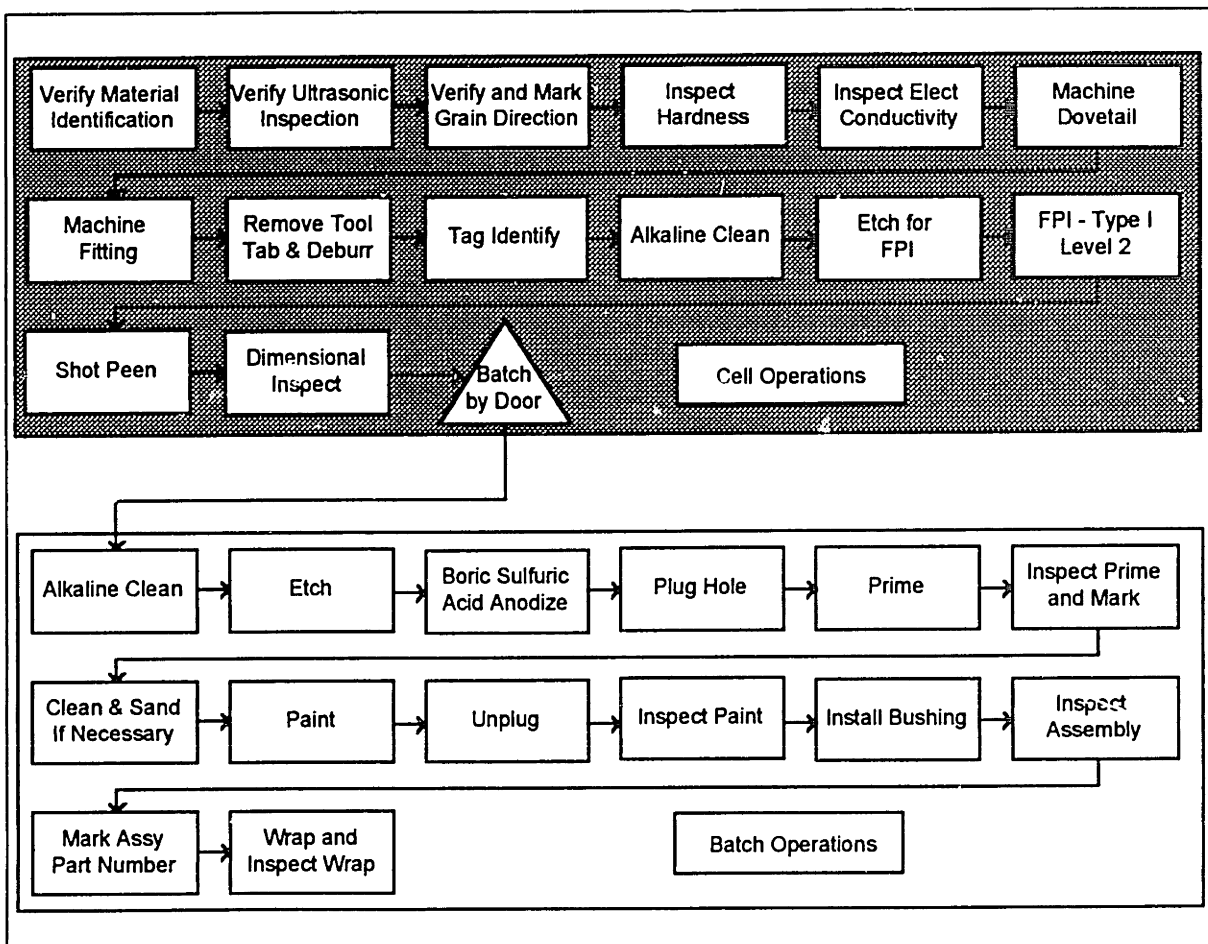 Verify Material
Identification
Verify Ultrasonic
Inspection
Verify and Mark
Grain Direction
Inspect
Hardness
Inspect Elect
Conductivity
Machine
Dovetail
Machine
Fitting
Remove Tool
Tab & Deburr
Tag Identify
Alkaline Clean
Etch for
FPI
FPI - Type I
Level 2
Shot Peen
Dimensional
Inspect
Batch
by Door
Cell Operations
Alkaline Clean
Etch
Boric Sulfuric
Acid Anodize
Plug Hole
Prime
Inspect Prime
and Mark
Clean & Sand
If Necessary
Paint
Unplug
Inspect Paint
Install Bushing
Inspect
Assembly
Mark Assy
Part Number
Wrap and
Inspect Wrap
Batch Operations